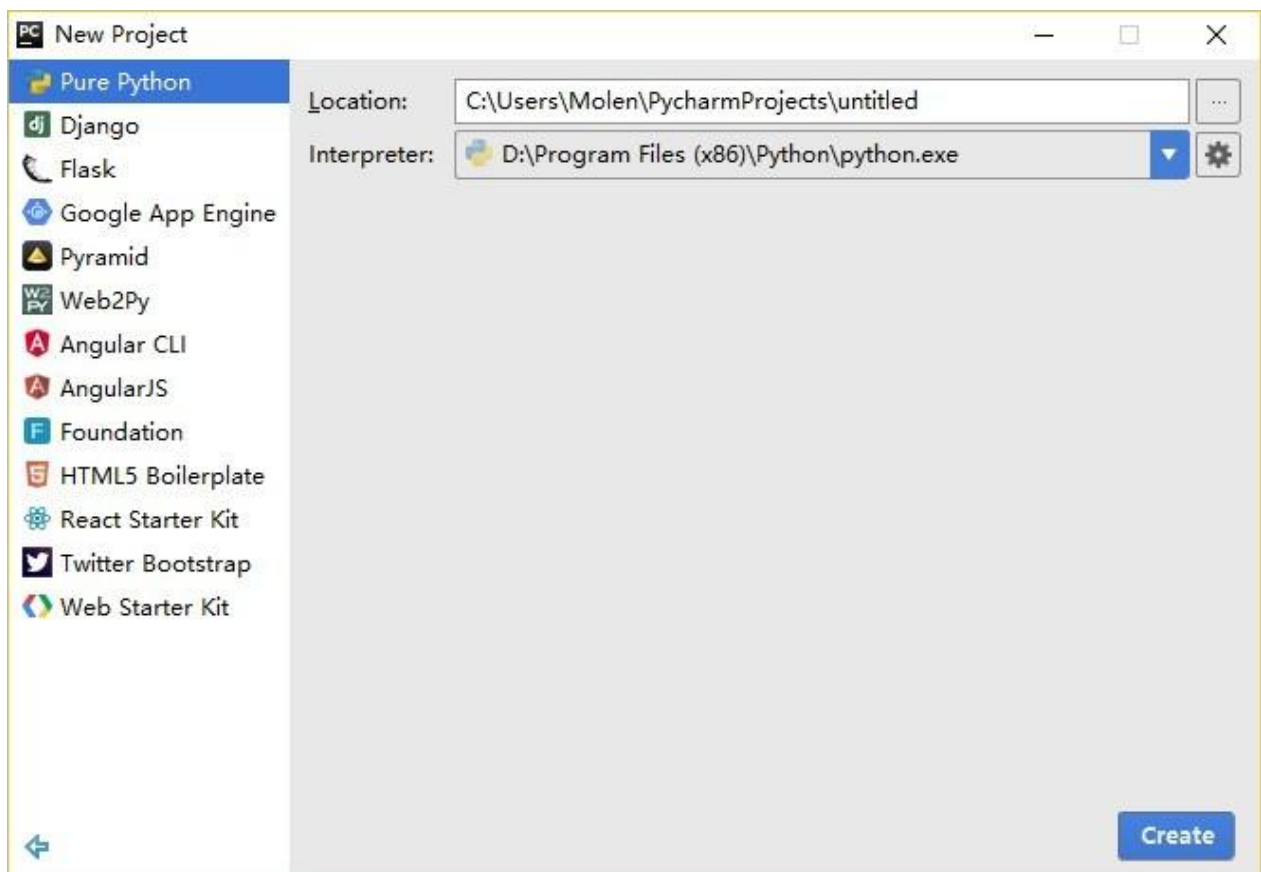 New Project
Pure Python
Django
Flask
Google App Engine
Pyramid
Web2Py
Angular CLI
AngularJS
Foundation
HTML5 Boilerplate
React Starter Kit
Twitter Bootstrap
Web Starter Kit
Location: C:\Users\Molen\PycharmProjects\untitled ...
Interpreter: D:\Program Files (x86)\Python\python.exe
Create